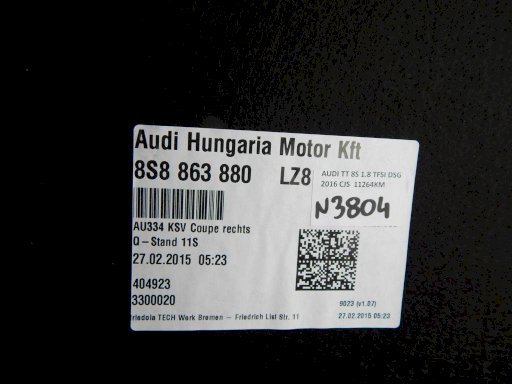 Audi Hungaria Motor Kft
8S8 863 880 LZ8
AUDI TT 8S 1.8 TFSI DSG
2016 CJS 11264KM
N3804
AU334 KSV Coupe rechts
Q-Stand 11S
27.02.2015 05:23
404923
3300020
9023 (v1.07)
friedola TECH Werk Bremen - Friedrich List Str. 11
27.02.2015 05:23